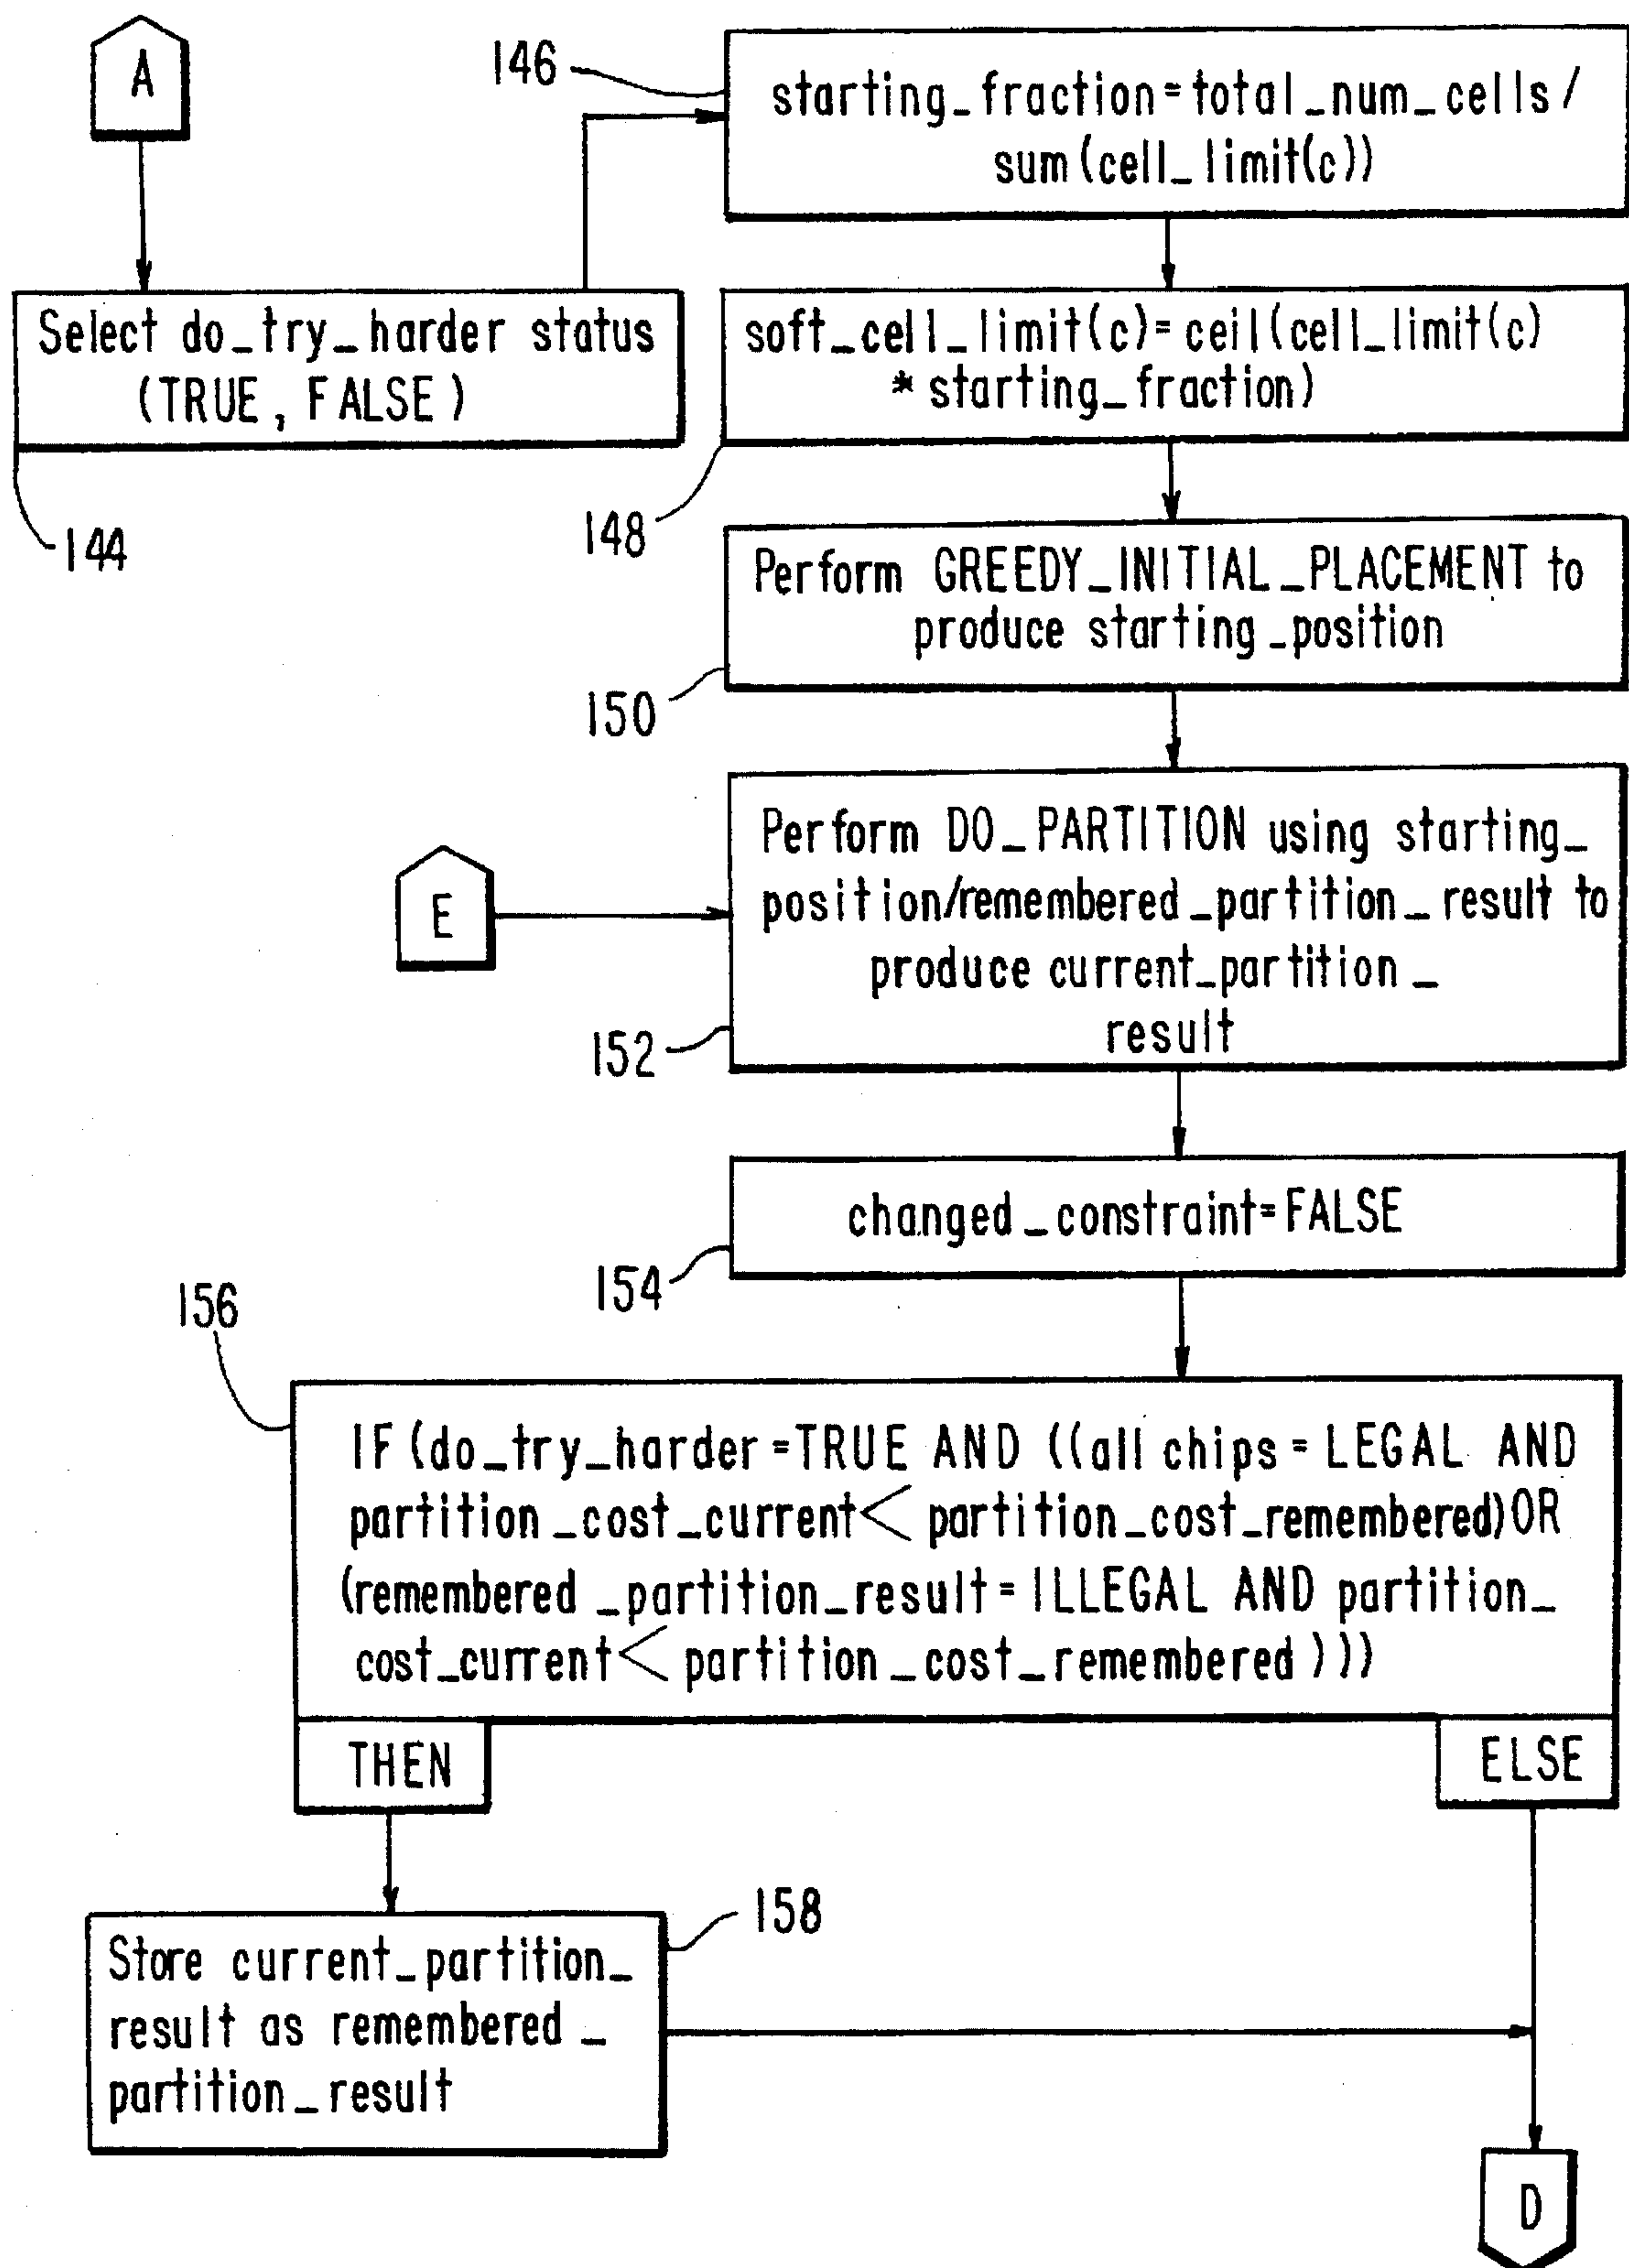 A
146
starting_fraction=total_num_cells/
sum(cell_limit(c))
Select do_try_harder status
(TRUE, FALSE)
144
soft_cell_limit(c)=ceil(cell_limit(c)
* starting_fraction)
148
Perform GREEDY_INITIAL_PLACEMENT to
produce starting_position
150
Perform DO_PARTITION using starting_
position/remembered_partition_result to
produce current_partition_
result
E
152
changed_constraint=FALSE
154
156
IF (do_try_harder=TRUE AND ((all chips=LEGAL AND
partition_cost_current< partition_cost_remembered)OR
(remembered_partition_result=ILLEGAL AND partition_
cost_current< partition_cost_remembered)))
THEN
ELSE
158
Store current_partition_
result as remembered_
partition_result
D